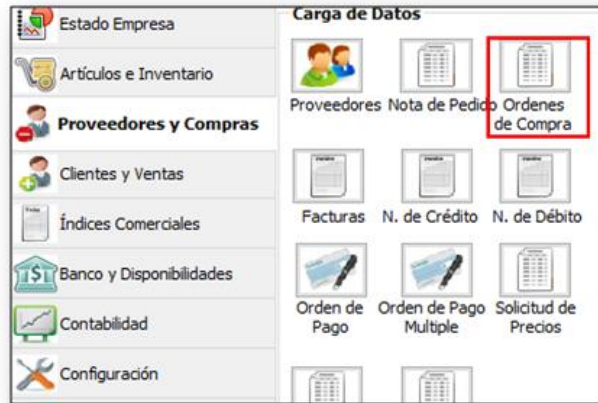 Estado Empresa
Artículos e Inventario
Proveedores y Compras
Clientes y Ventas
Índices Comerciales
Banco y Disponibilidades
Contabilidad
Configuración
Carga de Datos
Proveedores Nota de Pedido Ordenes
de Compra
Facturas N. de Crédito N. de Débito
Orden de Orden de Pago Solicitud de
Pago Multiple Precios